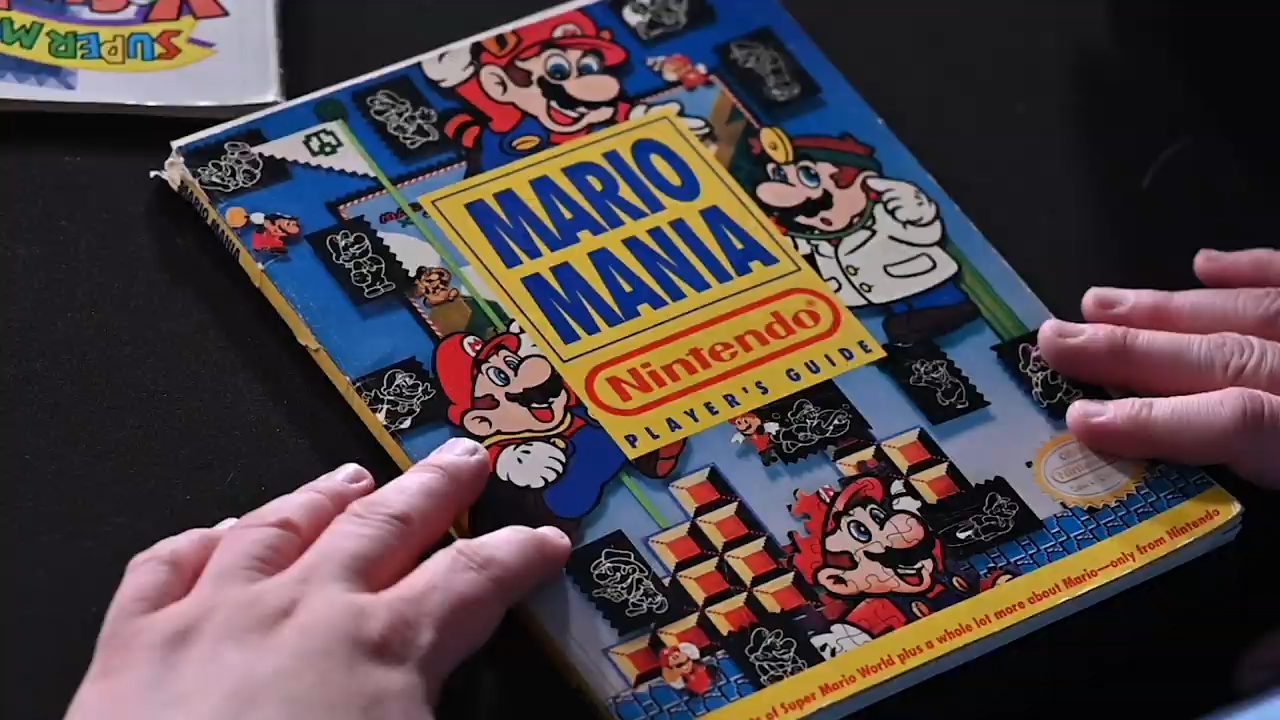 SUPER M
MARIO MANIA
MARIO
MANIA
Nintendo®
PLAYER'S GUIDE
Nintendo
of Super Mario World plus a whole lot more about Mario—only from Nintendo